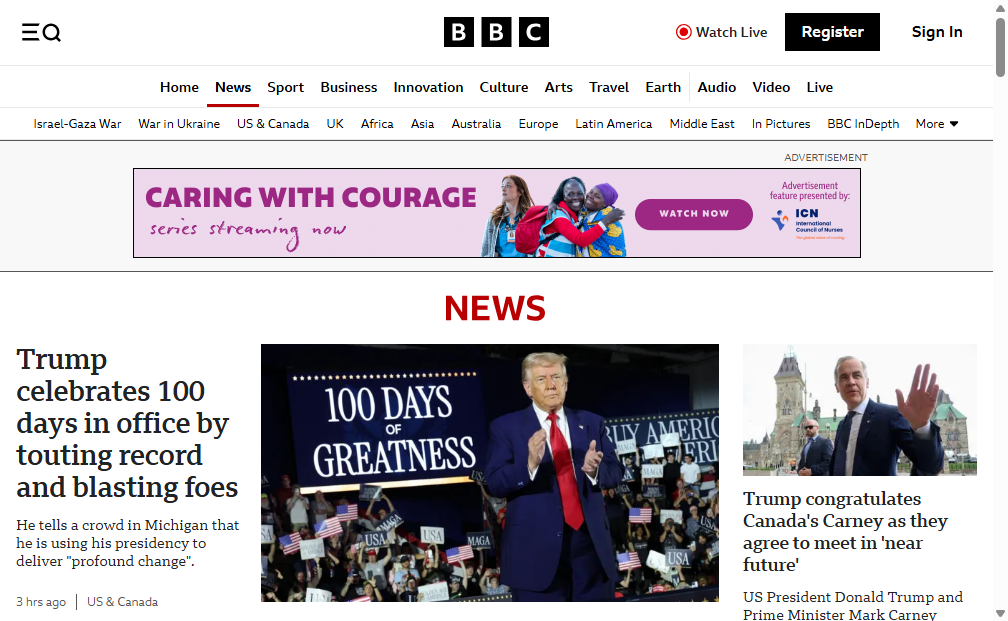 BBC
Watch Live
Register
Sign In
Home News Sport Business Innovation Culture Arts Travel Earth Audio Video Live
Israel-Gaza War War in Ukraine US & Canada UK Africa Asia Australia Europe Latin America Middle East In Pictures BBC InDepth More
ADVERTISEMENT
CARING WITH COURAGE
series streaming now
WATCH NOW
Advertisement
feature presented by:
ICN
International
Council of Nurses
NEWS
Trump
celebrates 100
days in office by
touting record
and blasting foes
He tells a crowd in Michigan that
he is using his presidency to
deliver "profound change".
3 hrs ago US & Canada
100 DAYS
OF
GREATNESS
BUY AMERIC
MAGA
USA
USA
MAGA
USA
Trump congratulates
Canada's Carney as they
agree to meet in 'near
future'
US President Donald Trump and
Prime Minister Mark Carney